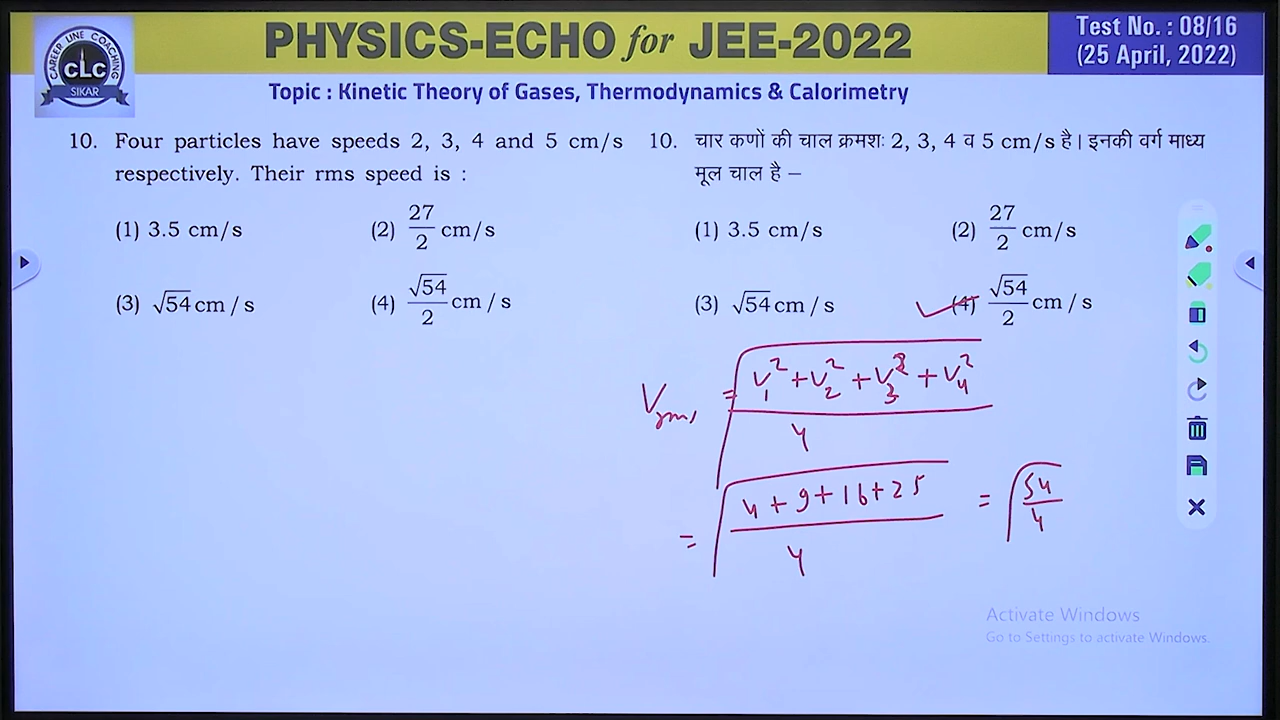 PHYSICS-ECHO for JEE-2022
Test No. : 08/16
(25 April, 2022)
CAREER LINE COACHING
CLC
SIKAR
Topic : Kinetic Theory of Gases, Thermodynamics & Calorimetry
10. Four particles have speeds 2, 3, 4 and 5 cm/s
respectively. Their rms speed is :
(1) 3.5 cm/s (2) 27/2 cm/s
(3) √54 cm / s (4) √54/2 cm / s
10. चार कणों की चाल क्रमशः 2, 3, 4 व 5 cm/s है। इनकी वर्ग माध्य
मूल चाल है –
(1) 3.5 cm/s (2) 27/2 cm/s
(3) √54 cm / s (4) √54/2 cm / s
Vrms = √((V₁² + V₂² + V₃² + V₄²)/4)
= √((4 + 9 + 16 + 25)/4) = √(54/4)
Activate Windows
Go to Settings to activate Windows.